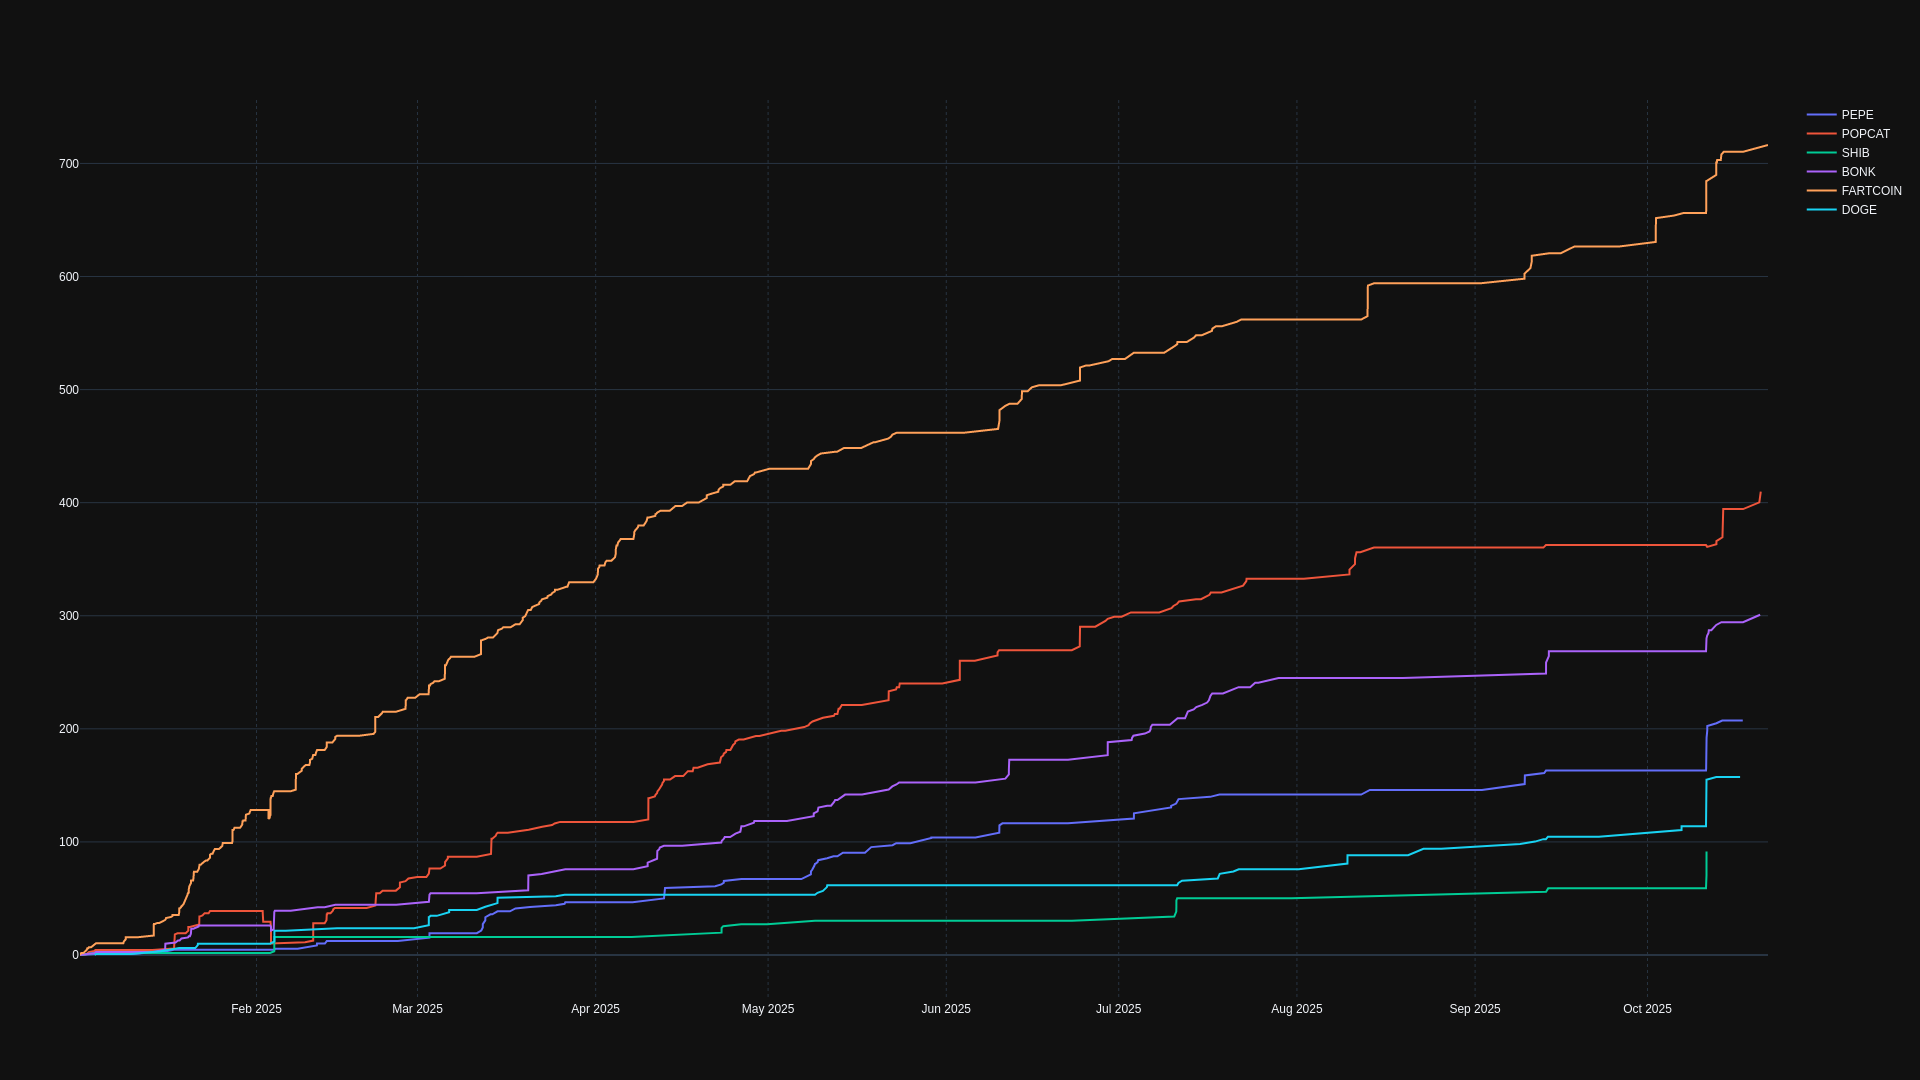 700
600
500
400
300
200
100
0
Feb 2025
Mar 2025
Apr 2025
May 2025
Jun 2025
Jul 2025
Aug 2025
Sep 2025
Oct 2025
PEPE
POPCAT
SHIB
BONK
FARTCOIN
DOGE